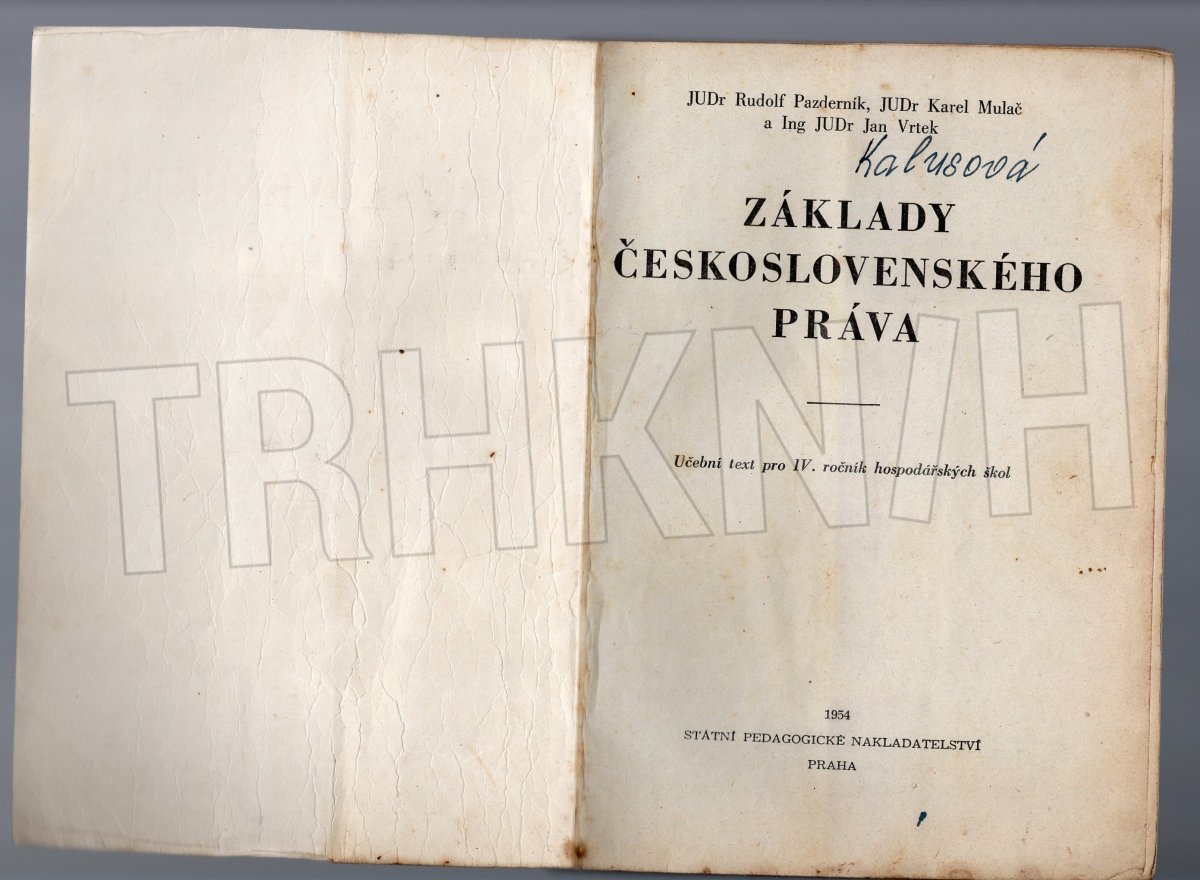 JUDr Rudolf Pazderník, JUDr Karel Mulač
a Ing JUDr Jan Vrtek
Kalusová
ZÁKLADY
ČESKOSLOVENSKÉHO
PRÁVA
TRHKNIH
Učební text pro IV. ročník hospodářských škol
1954
STÁTNÍ PEDAGOGICKÉ NAKLADATELSTVÍ
PRAHA